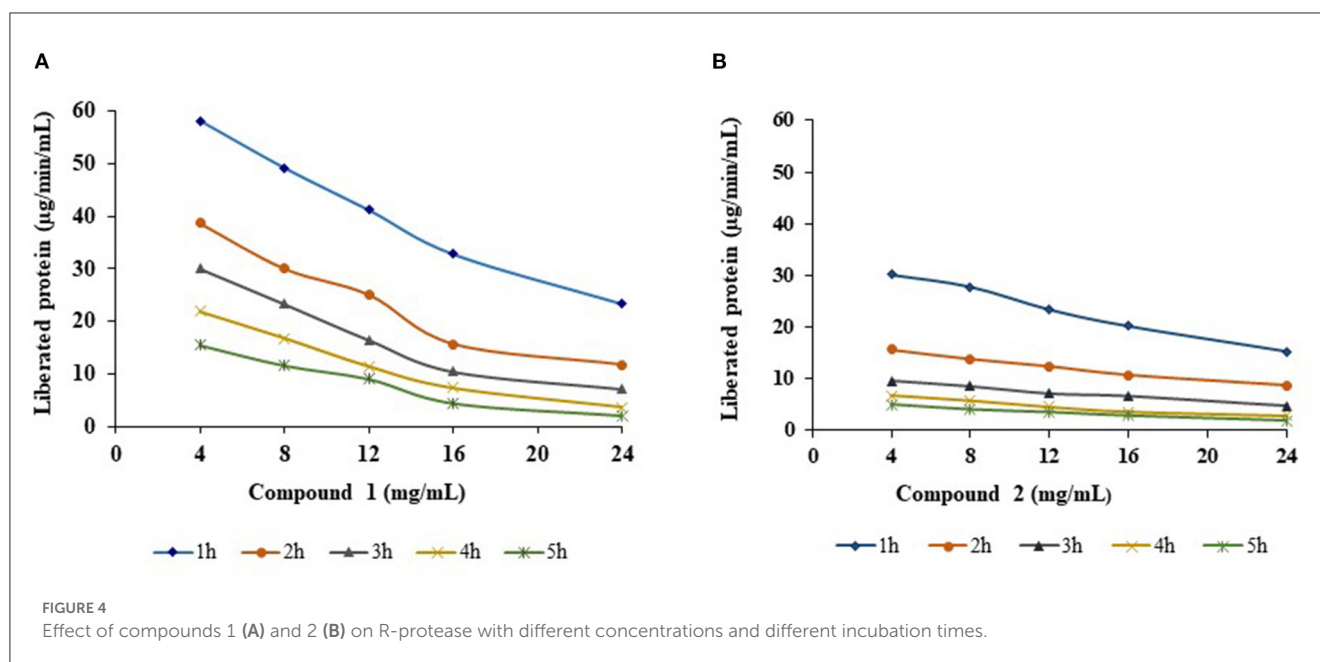 A
Liberated protein (µg/min/mL)
60
50
40
30
20
10
0
0 4 8 12 16 20 24
Compound 1 (mg/mL)
1h 2h 3h 4h 5h
B
Liberated protein (µg/min/mL)
60
50
40
30
20
10
0
0 4 8 12 16 20 24
Compound 2 (mg/mL)
1h 2h 3h 4h 5h
FIGURE 4
Effect of compounds 1 (A) and 2 (B) on R-protease with different concentrations and different incubation times.